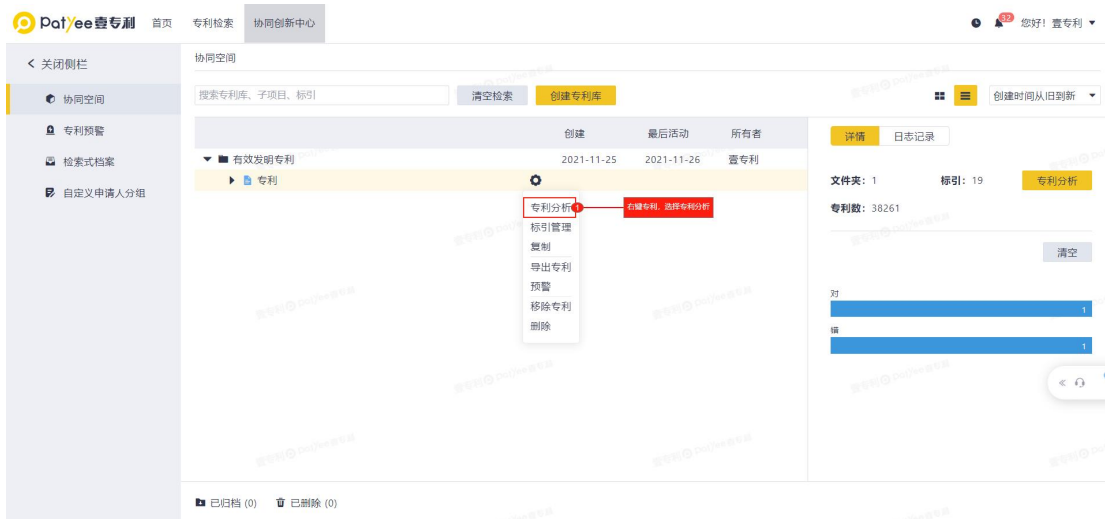 Patyee壹专利 首页 专利检索 协同创新中心 32 您好！壹专利
关闭侧栏
协同空间
专利预警
检索式档案
自定义申请人分组
协同空间
搜索专利库、子项目、标引 清空检索 创建专利库 创建时间从旧到新
创建 最后活动 所有者
有效发明专利 2021-11-25 2021-11-26 壹专利
专利
专利分析 1 右键专利，选择专利分析
标引管理
复制
导出专利
预警
移除专利
删除
详情 日志记录
文件夹：1 标引：19 专利分析
专利数：38261
清空
对
1
错
1
已归档 (0) 已删除 (0)